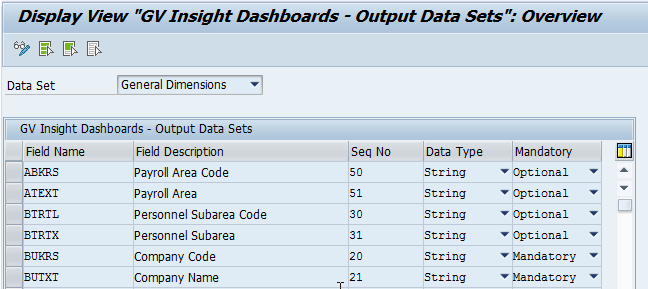 Display View "GV Insight Dashboards - Output Data Sets": Overview
Data Set General Dimensions
GV Insight Dashboards - Output Data Sets
Field Name Field Description Seq No Data Type Mandatory
ABKRS Payroll Area Code 50 String Optional
ATEXT Payroll Area 51 String Optional
BTRTL Personnel Subarea Code 30 String Optional
BTRTX Personnel Subarea 31 String Optional
BUKRS Company Code 20 String Mandatory
BUTXT Company Name 21 String Mandatory